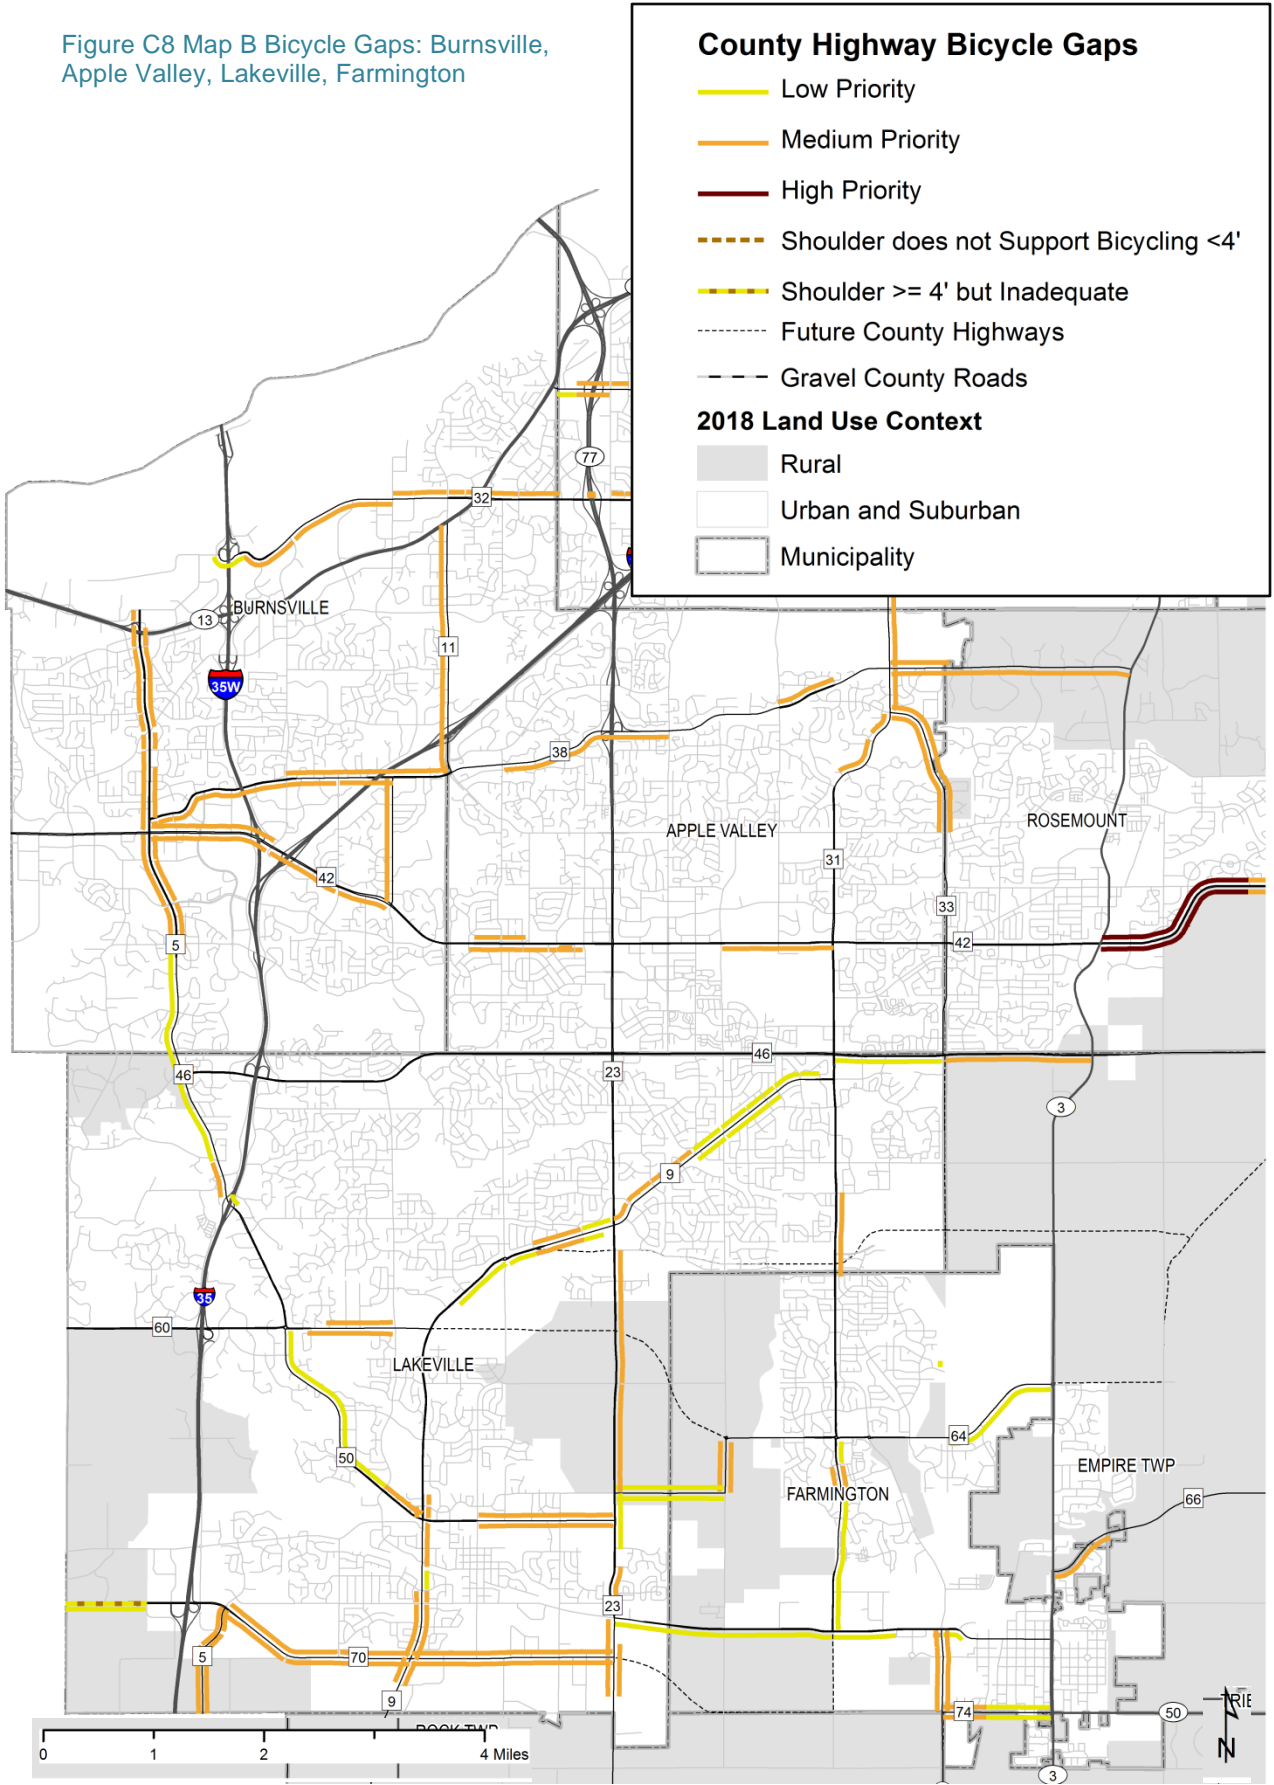 Figure C8 Map B Bicycle Gaps: Burnsville,
Apple Valley, Lakeville, Farmington
County Highway Bicycle Gaps
Low Priority
Medium Priority
High Priority
Shoulder does not Support Bicycling <4'
Shoulder >= 4' but Inadequate
Future County Highways
Gravel County Roads
2018 Land Use Context
Rural
Urban and Suburban
Municipality
77
32
13
BURNSVILLE
11
35W
38
APPLE VALLEY
ROSEMOUNT
31
42
33
5
42
46
46
23
3
9
35
60
LAKEVILLE
64
50
EMPIRE TWP
FARMINGTON
66
23
5
70
9
74
50
TRIE
ROCK TWP
0
1
2
4 Miles
N
3